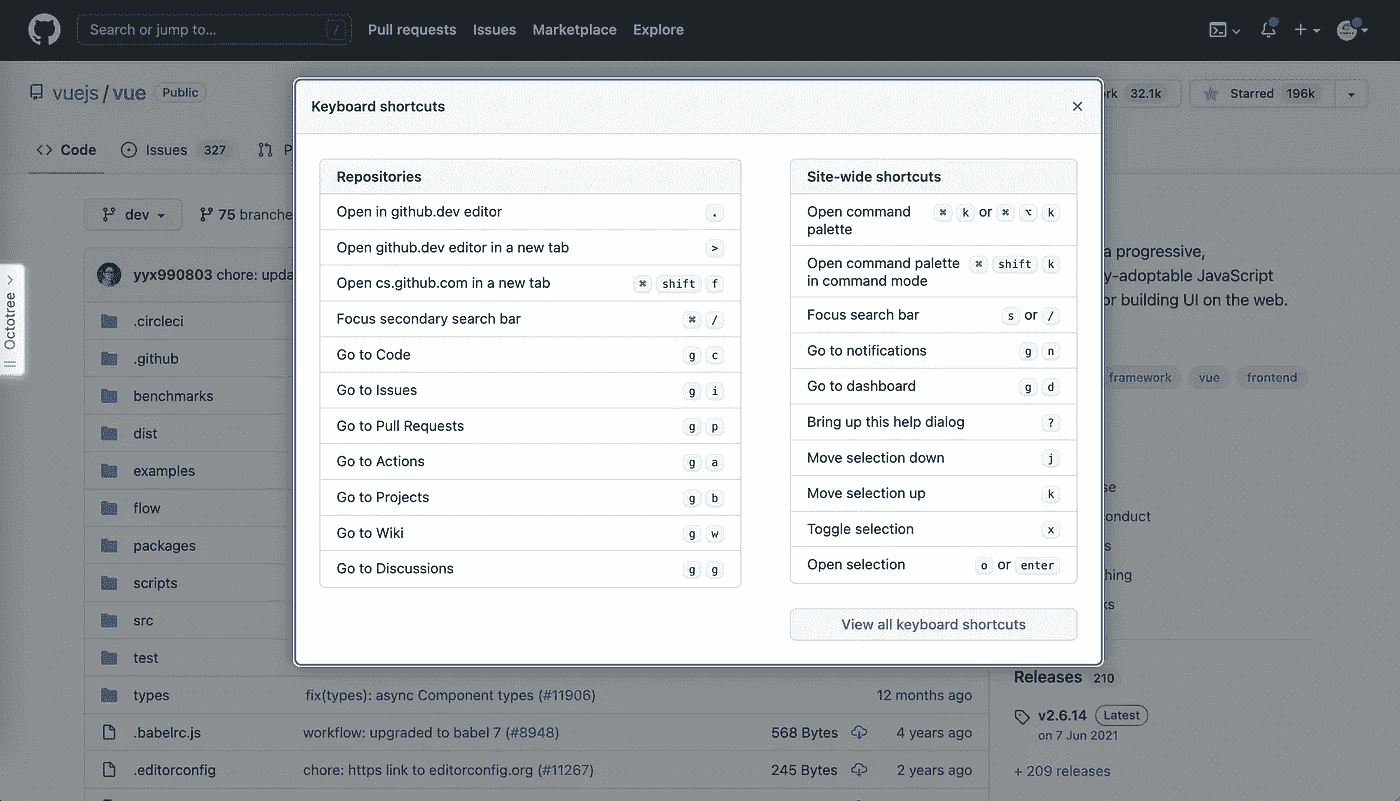 Search or jump to... /
Pull requests Issues Marketplace Explore
vuejs / vue Public
rk 32.1k Starred 196k
Code Issues 327 P
dev 75 branche
yyx990803 chore: upda
.circleci
.github
benchmarks
dist
examples
flow
packages
scripts
src
test
types fix(types): async Component types (#11906) 12 months ago
.babelrc.js workflow: upgraded to babel 7 (#8948) 568 Bytes 4 years ago
.editorconfig chore: https link to editorconfig.org (#11267) 245 Bytes 2 years ago
Octotree
Keyboard shortcuts
Repositories
Open in github.dev editor .
Open github.dev editor in a new tab >
Open cs.github.com in a new tab ⌘ shift f
Focus secondary search bar ⌘ /
Go to Code g c
Go to Issues g i
Go to Pull Requests g p
Go to Actions g a
Go to Projects g b
Go to Wiki g w
Go to Discussions g g
Site-wide shortcuts
Open command ⌘ k or ⌘ ⌥ k
palette
Open command palette ⌘ shift k
in command mode
Focus search bar s or /
Go to notifications g n
Go to dashboard g d
Bring up this help dialog ?
Move selection down j
Move selection up k
Toggle selection x
Open selection o or enter
View all keyboard shortcuts
a progressive,
y-adoptable JavaScript
or building UI on the web.
framework vue frontend
se
onduct
s
hing
ks
Releases 210
v2.6.14 Latest
on 7 Jun 2021
+ 209 releases